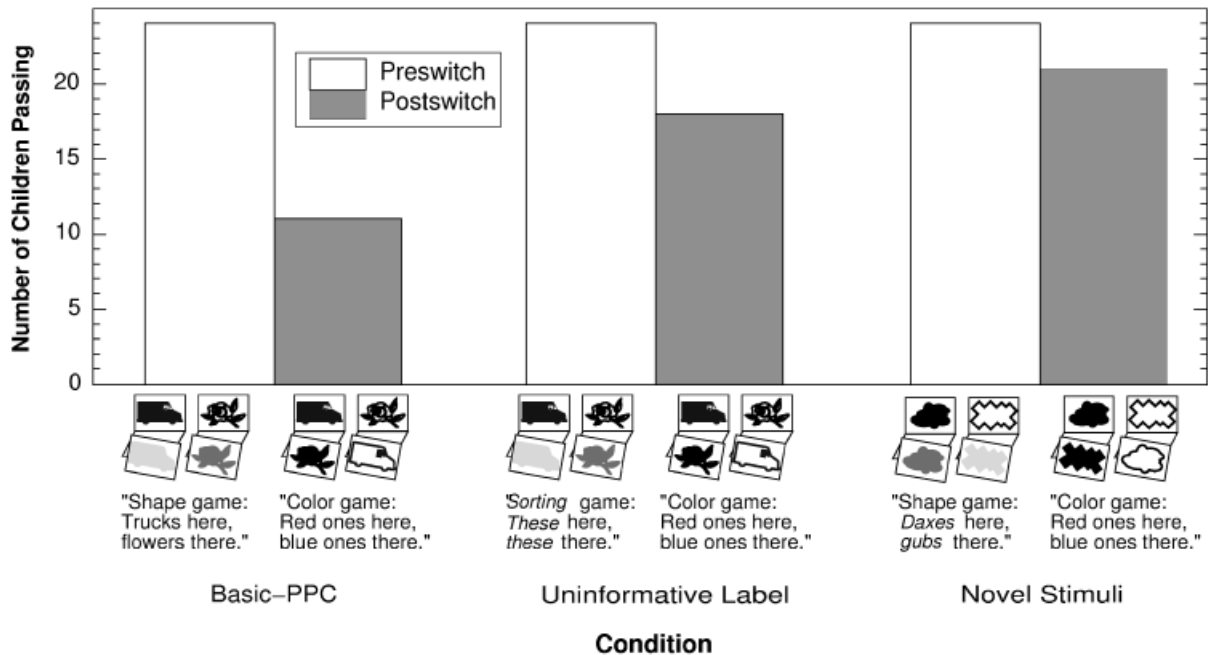 Number of Children Passing
20
15
10
5
0
Preswitch
Postswitch
"Shape game:
Trucks here,
flowers there."
"Color game:
Red ones here,
blue ones there."
"Sorting game:
These here,
these there."
"Color game:
Red ones here,
blue ones there."
"Shape game:
Daxes here,
gubs there."
"Color game:
Red ones here,
blue ones there."
Basic–PPC
Uninformative Label
Novel Stimuli
Condition